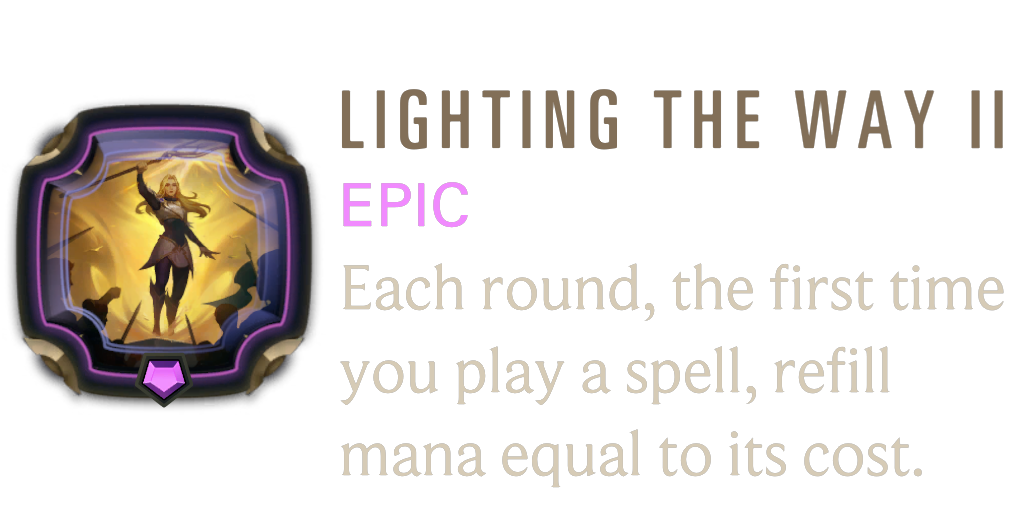 LIGHTING THE WAY II
EPIC
Each round, the first time
you play a spell, refill
mana equal to its cost.